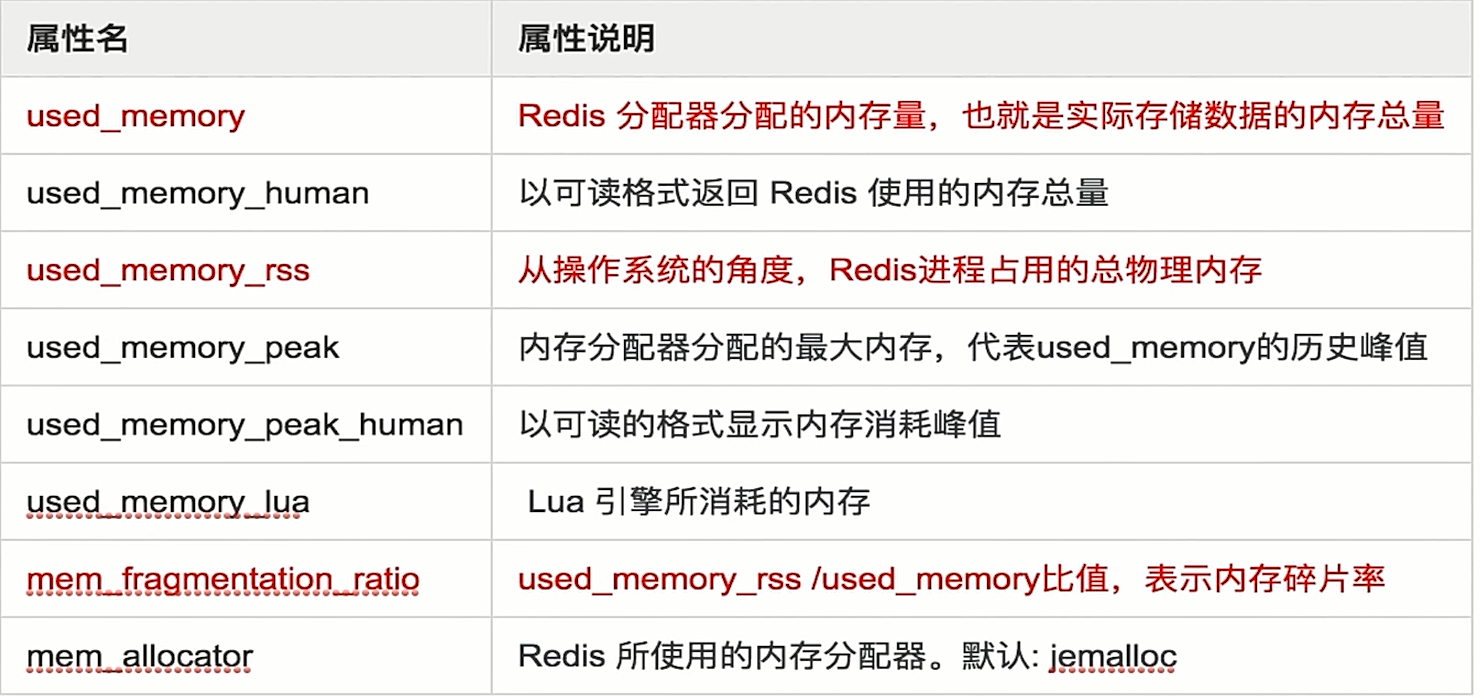 属性名 属性说明
used_memory Redis 分配器分配的内存量，也就是实际存储数据的内存总量
used_memory_human 以可读格式返回 Redis 使用的内存总量
used_memory_rss 从操作系统的角度，Redis进程占用的总物理内存
used_memory_peak 内存分配器分配的最大内存，代表used_memory的历史峰值
used_memory_peak_human 以可读的格式显示内存消耗峰值
used_memory_lua Lua 引擎所消耗的内存
mem_fragmentation_ratio used_memory_rss /used_memory比值，表示内存碎片率
mem_allocator Redis 所使用的内存分配器。默认: jemalloc